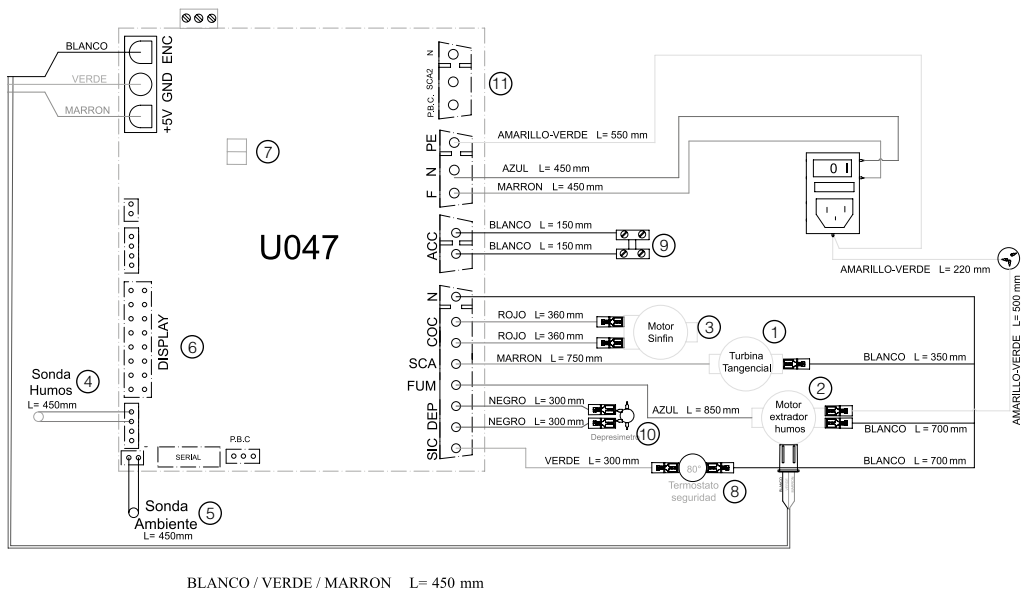 BLANCO
ENC
VERDE
GND
MARRON
+5V
N
SCA2
P.B.C.
11
PE
AMARILLO-VERDE L= 550 mm
7
N
AZUL L= 450 mm
F
MARRON L= 450 mm
0 I
U047
ACC
BLANCO L = 150 mm
BLANCO L = 150 mm
9
AMARILLO-VERDE L= 220 mm
AMARILLO-VERDE L= 500 mm
N
COC
ROJO L= 360 mm
ROJO L= 360 mm
Motor
Sinfin
3
1
DISPLAY
6
SCA
MARRON L= 750 mm
Turbina
Tangencial
BLANCO L = 350 mm
FUM
2
Sonda
Humos
4
L= 450mm
DEP
NEGRO L= 300 mm
NEGRO L= 300 mm
AZUL L= 850 mm
Motor
extrador
humos
Depresimetro
10
BLANCO L = 700 mm
P.B.C
SERIAL
SIC
VERDE L= 300 mm
80°
BLANCO L = 700 mm
Termostato
seguridad
8
BLANCO
Sonda
Ambiente
5
L= 450mm
BLANCO / VERDE / MARRON L= 450 mm